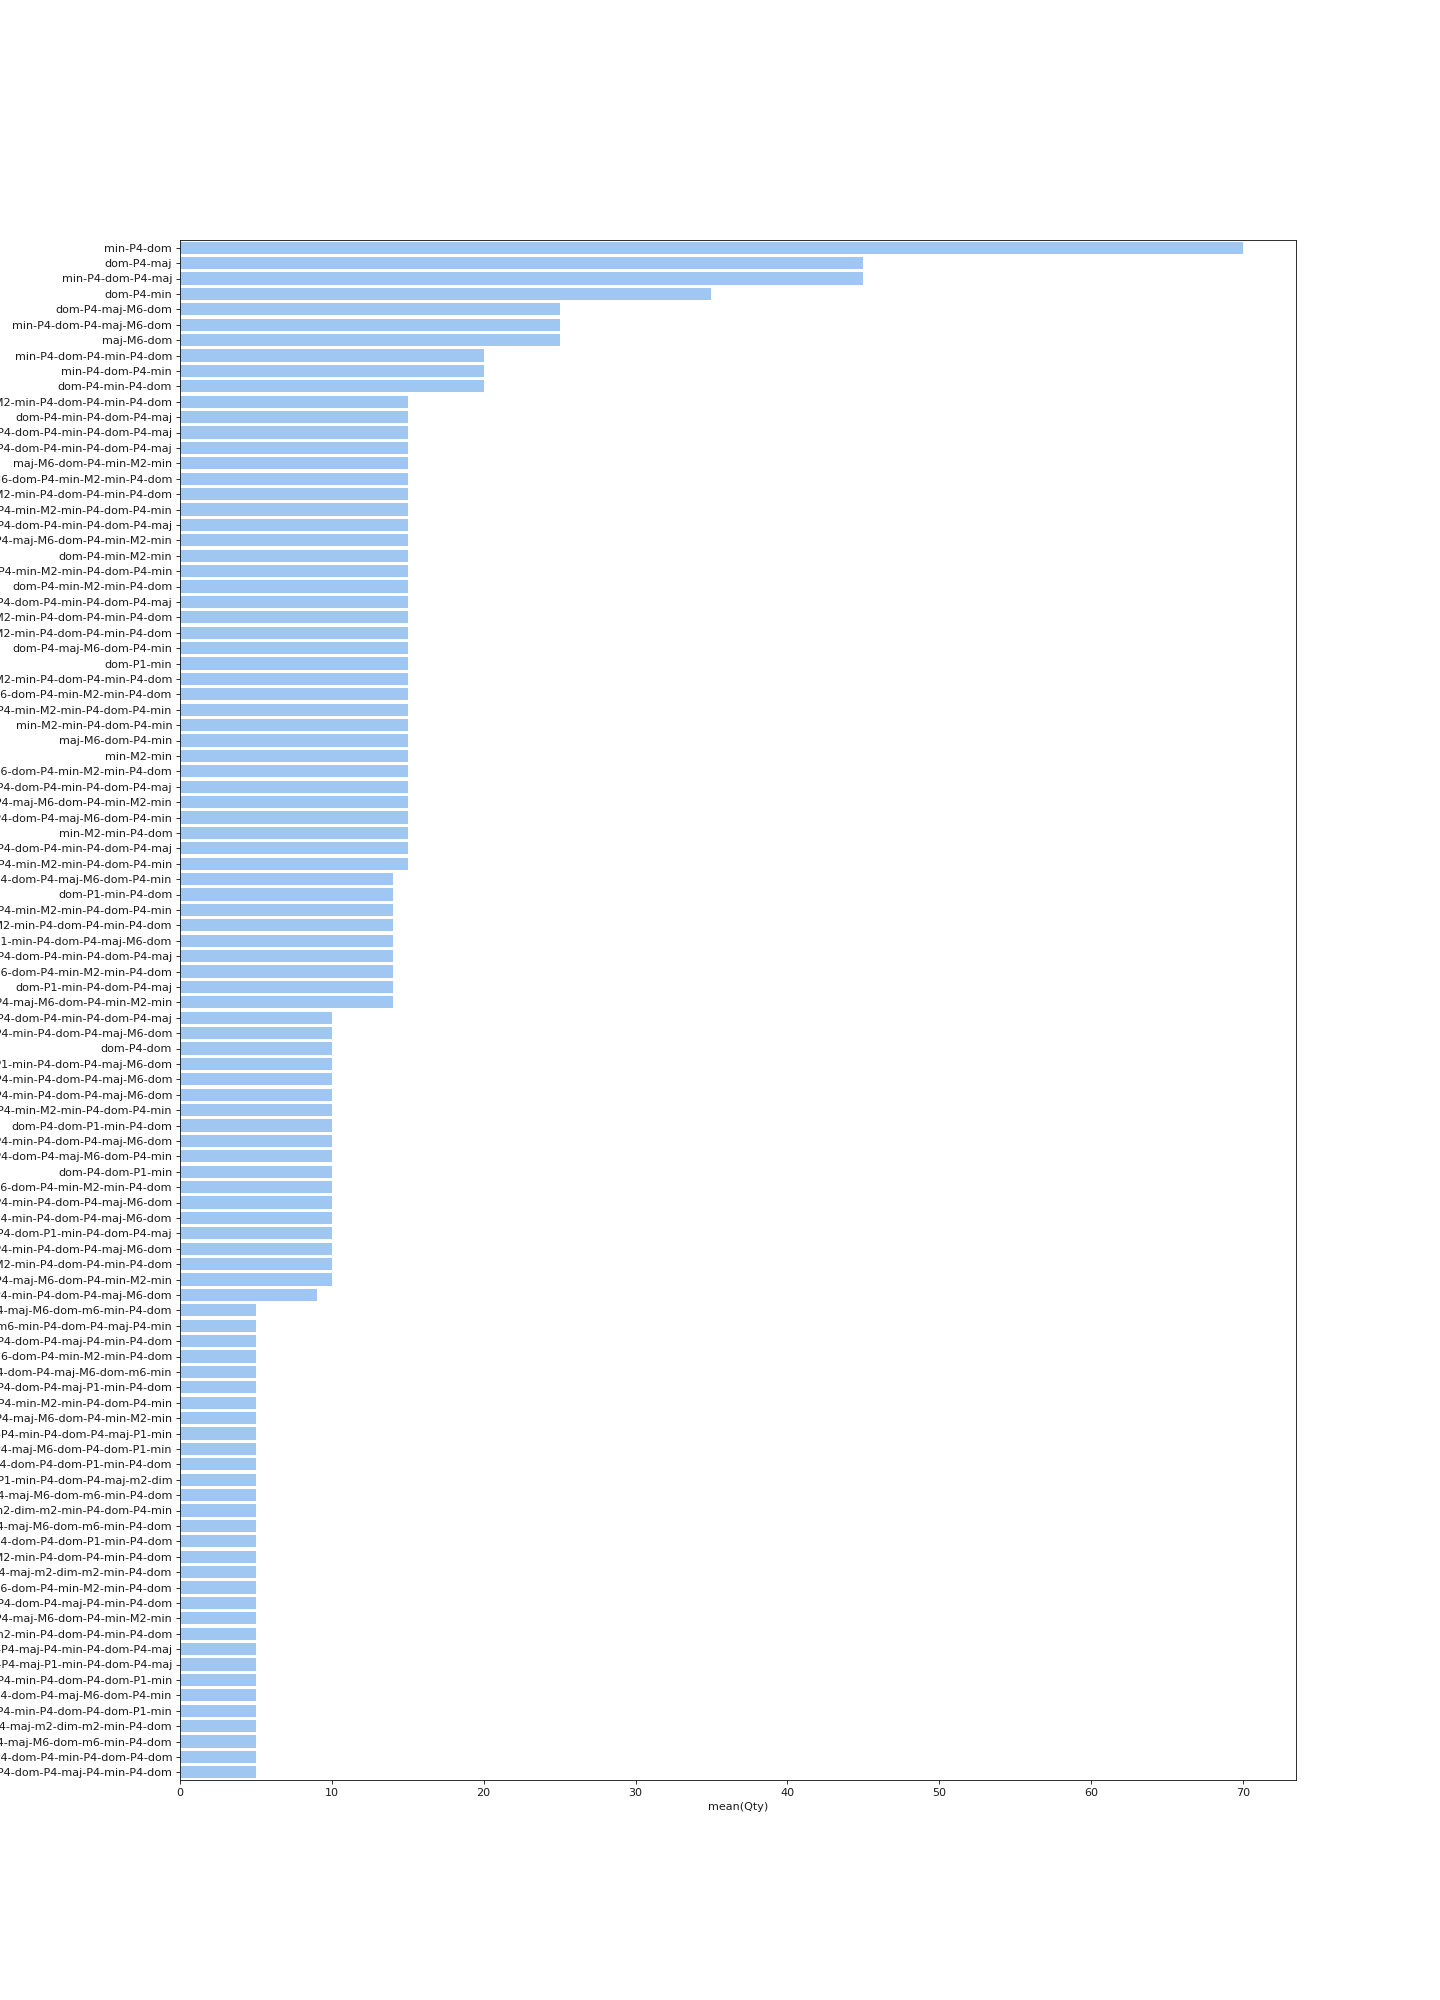 min-P4-dom
dom-P4-maj
min-P4-dom-P4-maj
dom-P4-min
dom-P4-maj-M6-dom
min-P4-dom-P4-maj-M6-dom
maj-M6-dom
min-P4-dom-P4-min-P4-dom
min-P4-dom-P4-min
dom-P4-min-P4-dom
M2-min-P4-dom-P4-min-P4-dom
dom-P4-min-P4-dom-P4-maj
P4-dom-P4-min-P4-dom-P4-maj
P4-dom-P4-min-P4-dom-P4-maj
maj-M6-dom-P4-min-M2-min
6-dom-P4-min-M2-min-P4-dom
M2-min-P4-dom-P4-min-P4-dom
P4-min-M2-min-P4-dom-P4-min
P4-dom-P4-min-P4-dom-P4-maj
P4-maj-M6-dom-P4-min-M2-min
dom-P4-min-M2-min
P4-min-M2-min-P4-dom-P4-min
dom-P4-min-M2-min-P4-dom
P4-dom-P4-min-P4-dom-P4-maj
M2-min-P4-dom-P4-min-P4-dom
M2-min-P4-dom-P4-min-P4-dom
dom-P4-maj-M6-dom-P4-min
dom-P1-min
M2-min-P4-dom-P4-min-P4-dom
6-dom-P4-min-M2-min-P4-dom
P4-min-M2-min-P4-dom-P4-min
min-M2-min-P4-dom-P4-min
maj-M6-dom-P4-min
min-M2-min
6-dom-P4-min-M2-min-P4-dom
P4-dom-P4-min-P4-dom-P4-maj
P4-maj-M6-dom-P4-min-M2-min
P4-dom-P4-maj-M6-dom-P4-min
min-M2-min-P4-dom
P4-dom-P4-min-P4-dom-P4-maj
P4-min-M2-min-P4-dom-P4-min
4-dom-P4-maj-M6-dom-P4-min
dom-P1-min-P4-dom
P4-min-M2-min-P4-dom-P4-min
M2-min-P4-dom-P4-min-P4-dom
1-min-P4-dom-P4-maj-M6-dom
P4-dom-P4-min-P4-dom-P4-maj
6-dom-P4-min-M2-min-P4-dom
dom-P1-min-P4-dom-P4-maj
P4-maj-M6-dom-P4-min-M2-min
P4-dom-P4-min-P4-dom-P4-maj
P4-min-P4-dom-P4-maj-M6-dom
dom-P4-dom
P1-min-P4-dom-P4-maj-M6-dom
P4-min-P4-dom-P4-maj-M6-dom
P4-min-P4-dom-P4-maj-M6-dom
P4-min-M2-min-P4-dom-P4-min
dom-P4-dom-P1-min-P4-dom
P4-min-P4-dom-P4-maj-M6-dom
P4-dom-P4-maj-M6-dom-P4-min
dom-P4-dom-P1-min
6-dom-P4-min-M2-min-P4-dom
P4-min-P4-dom-P4-maj-M6-dom
4-min-P4-dom-P4-maj-M6-dom
P4-dom-P1-min-P4-dom-P4-maj
P4-min-P4-dom-P4-maj-M6-dom
M2-min-P4-dom-P4-min-P4-dom
P4-maj-M6-dom-P4-min-M2-min
4-min-P4-dom-P4-maj-M6-dom
4-maj-M6-dom-m6-min-P4-dom
m6-min-P4-dom-P4-maj-P4-min
P4-dom-P4-maj-P4-min-P4-dom
6-dom-P4-min-M2-min-P4-dom
4-dom-P4-maj-M6-dom-m6-min
P4-dom-P4-maj-P1-min-P4-dom
P4-min-M2-min-P4-dom-P4-min
P4-maj-M6-dom-P4-min-M2-min
-P4-min-P4-dom-P4-maj-P1-min
P4-maj-M6-dom-P4-dom-P1-min
4-dom-P4-dom-P1-min-P4-dom
P1-min-P4-dom-P4-maj-m2-dim
4-maj-M6-dom-m6-min-P4-dom
m2-dim-m2-min-P4-dom-P4-min
4-maj-M6-dom-m6-min-P4-dom
4-dom-P4-dom-P1-min-P4-dom
M2-min-P4-dom-P4-min-P4-dom
P4-maj-m2-dim-m2-min-P4-dom
6-dom-P4-min-M2-min-P4-dom
P4-dom-P4-maj-P4-min-P4-dom
P4-maj-M6-dom-P4-min-M2-min
m2-min-P4-dom-P4-min-P4-dom
-P4-maj-P4-min-P4-dom-P4-maj
-P4-maj-P1-min-P4-dom-P4-maj
P4-min-P4-dom-P4-dom-P1-min
4-dom-P4-maj-M6-dom-P4-min
P4-min-P4-dom-P4-dom-P1-min
4-maj-m2-dim-m2-min-P4-dom
4-maj-M6-dom-m6-min-P4-dom
4-dom-P4-min-P4-dom-P4-dom
P4-dom-P4-maj-P4-min-P4-dom
0 10 20 30 40 50 60 70
mean(Qty)